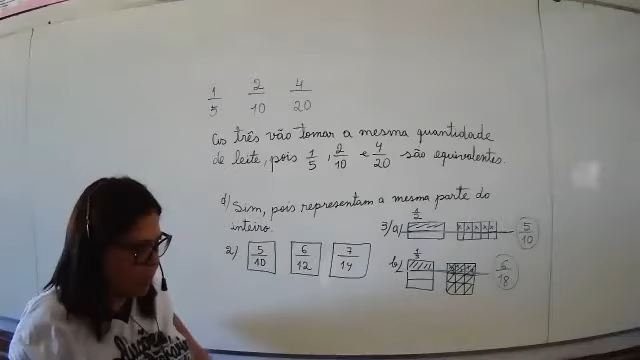 1/5 2/10 4/20
As três vão tomar a mesma quantidade
de leite, pois 1/5, 2/10 e 4/20 são equivalentes.
d) Sim, pois representam a mesma parte do
inteiro.
2) 5/10 6/12 7/14
3) a) 1/2 x x x x x 5/10
b) 1/3 6/18